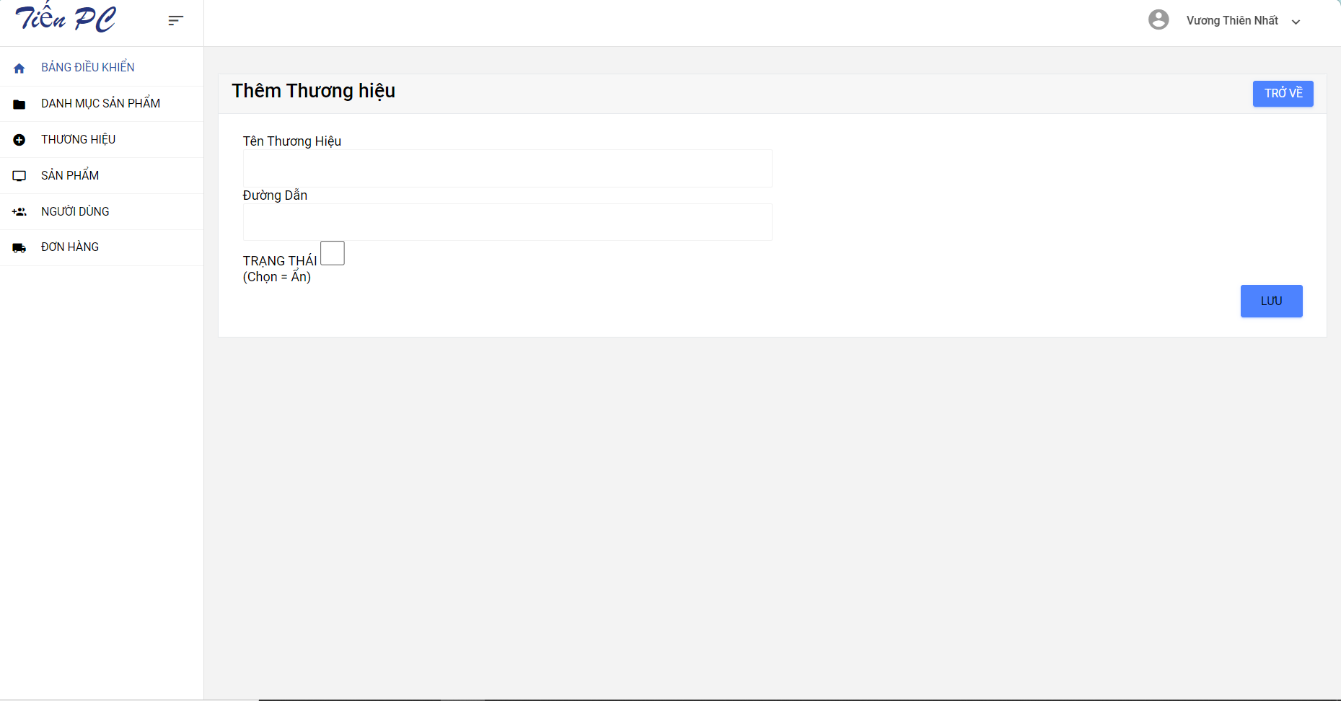 Tiến PC
Vương Thiên Nhất
BẢNG ĐIỀU KHIỂN
DANH MỤC SẢN PHẨM
THƯƠNG HIỆU
SẢN PHẨM
NGƯỜI DÙNG
ĐƠN HÀNG
Thêm Thương hiệu
TRỞ VỀ
Tên Thương Hiệu
Đường Dẫn
TRẠNG THÁI
(Chọn = Ẩn)
LƯU